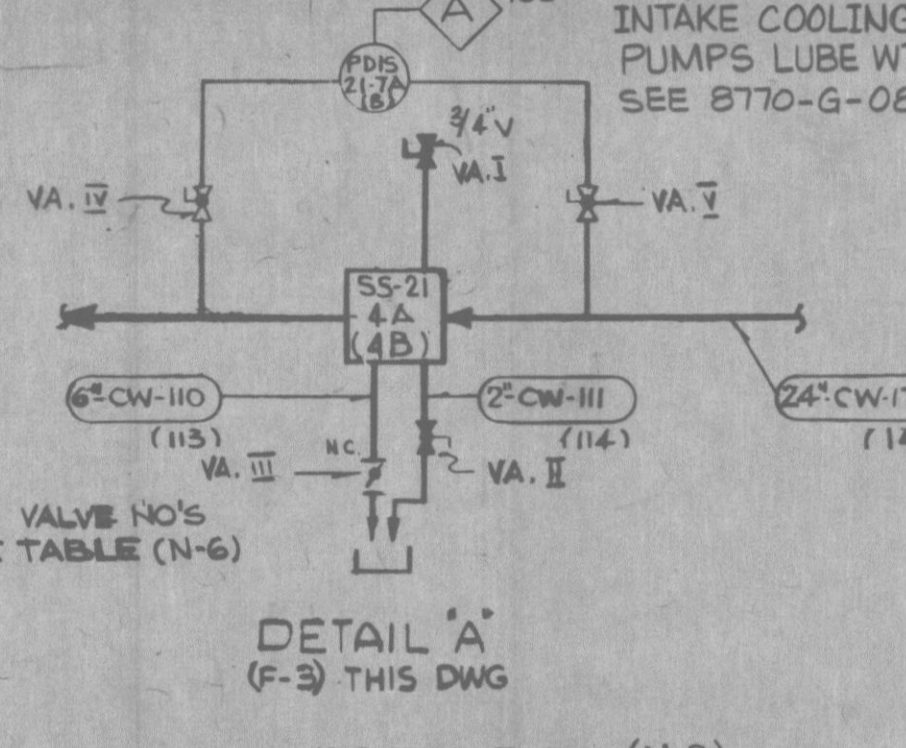 A
INTAKE COOLING
PUMPS LUBE
SEE 8770-G-08
PDIS
21-7A
(B)
3/4" V
VA. I
VA. IV
VA. V
SS-21
4A
(4B)
6"-CW-110
(113)
2"-CW-111
(114)
24"-CW-1
N.C.
VA. III
VA. II
VALVE NO'S
TABLE (N-6)
DETAIL "A"
(F-3) THIS DWG